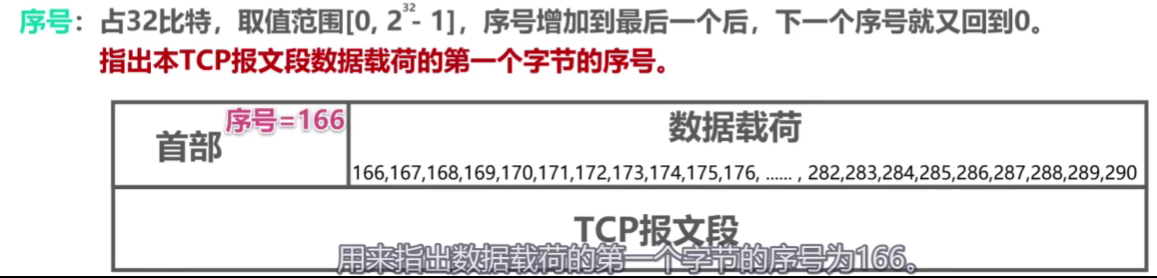 序号：占32比特，取值范围[0, 2³²- 1]，序号增加到最后一个后，下一个序号就又回到0。
指出本TCP报文段数据载荷的第一个字节的序号。
序号=166
首部
数据载荷
166,167,168,169,170,171,172,173,174,175,176, ...... , 282,283,284,285,286,287,288,289,290
TCP报文段
用来指出数据载荷的第一个字节的序号为166。